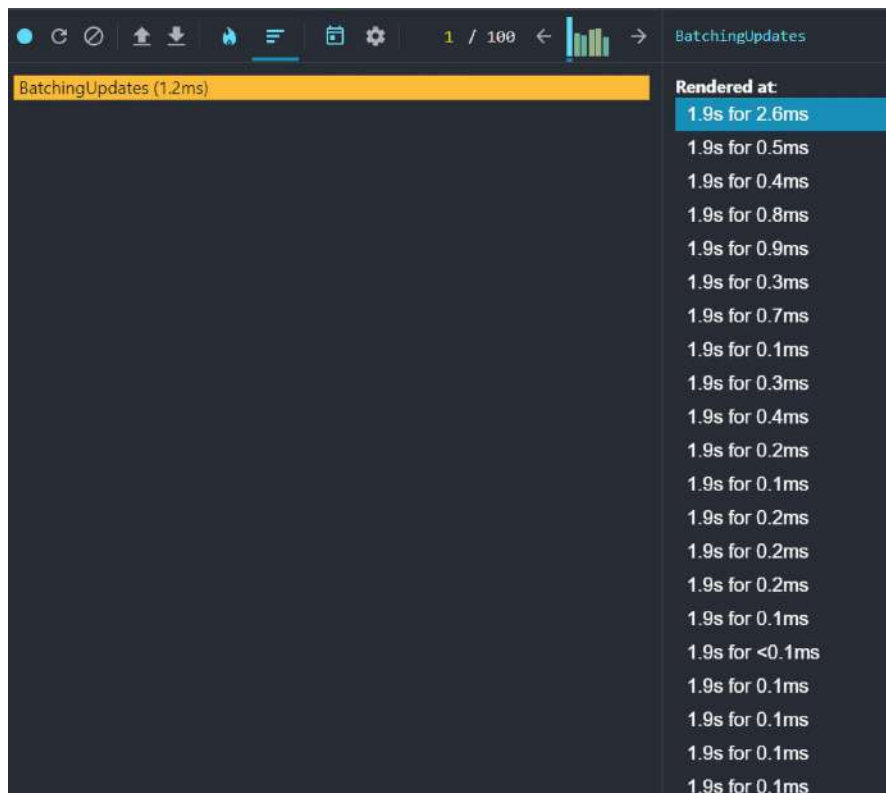 1 / 100
BatchingUpdates
BatchingUpdates (1.2ms)
Rendered at:
1.9s for 2.6ms
1.9s for 0.5ms
1.9s for 0.4ms
1.9s for 0.8ms
1.9s for 0.9ms
1.9s for 0.3ms
1.9s for 0.7ms
1.9s for 0.1ms
1.9s for 0.3ms
1.9s for 0.4ms
1.9s for 0.2ms
1.9s for 0.1ms
1.9s for 0.2ms
1.9s for 0.2ms
1.9s for 0.2ms
1.9s for 0.1ms
1.9s for <0.1ms
1.9s for 0.1ms
1.9s for 0.1ms
1.9s for 0.1ms
1.9s for 0.1ms